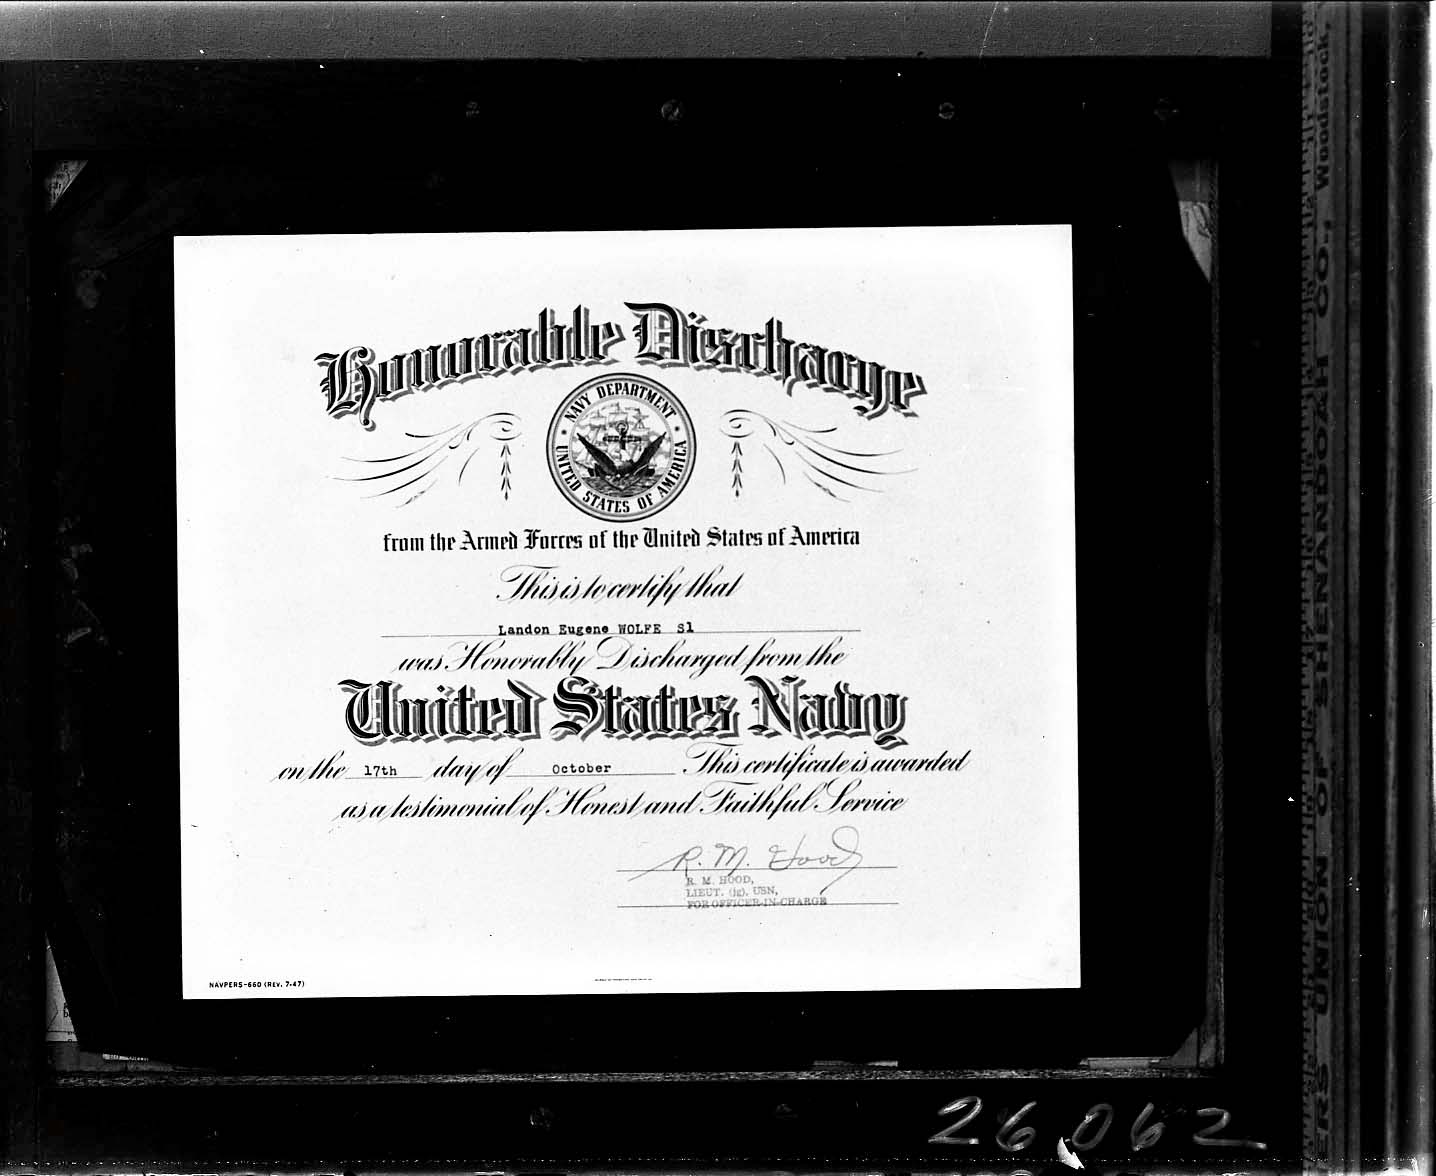 Honorable Discharge
NAVY DEPARTMENT
UNITED STATES OF AMERICA
from the Armed Forces of the United States of America
This is to certify that
Landon Eugene WOLFE S1
was Honorably Discharged from the
United States Navy
on the 17th day of October This certificate is awarded
as a testimonial of Honest and Faithful Service
R. M. Hood
R. M. HOOD,
LIEUT. (jg). USN,
FOR OFFICER-IN-CHARGE
NAVPERS-660 (REV. 7-47)
26062
ERS UNION OF SHENANDOAH CO., Woodstock,